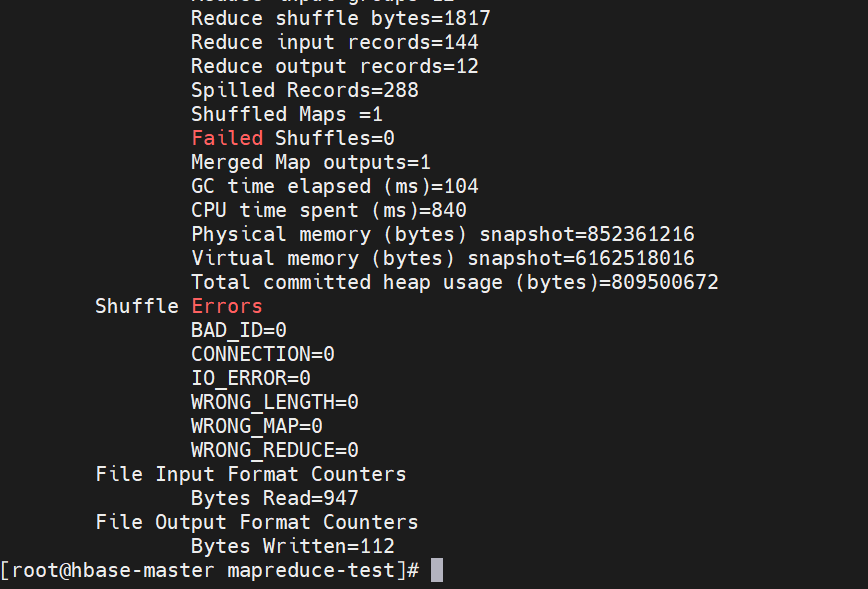 Reduce shuffle bytes=1817
Reduce input records=144
Reduce output records=12
Spilled Records=288
Shuffled Maps =1
Failed Shuffles=0
Merged Map outputs=1
GC time elapsed (ms)=104
CPU time spent (ms)=840
Physical memory (bytes) snapshot=852361216
Virtual memory (bytes) snapshot=6162518016
Total committed heap usage (bytes)=809500672
Shuffle Errors
BAD_ID=0
CONNECTION=0
IO_ERROR=0
WRONG_LENGTH=0
WRONG_MAP=0
WRONG_REDUCE=0
File Input Format Counters
Bytes Read=947
File Output Format Counters
Bytes Written=112
[root@hbase-master mapreduce-test]#